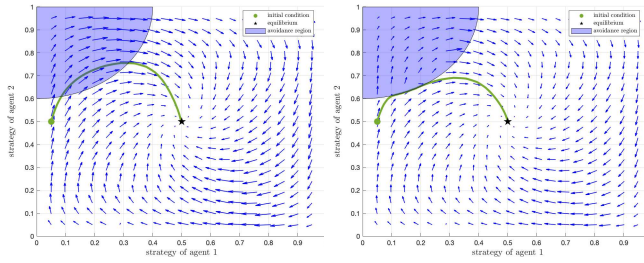 initial condition
equilibrium
avoidance region
strategy of agent 2
1
0.9
0.8
0.7
0.6
0.5
0.4
0.3
0.2
0.1
0
0 0.1 0.2 0.3 0.4 0.5 0.6 0.7 0.8 0.9
strategy of agent 1
initial condition
equilibrium
avoidance region
strategy of agent 2
1
0.9
0.8
0.7
0.6
0.5
0.4
0.3
0.2
0.1
0
0 0.1 0.2 0.3 0.4 0.5 0.6 0.7 0.8 0.9
strategy of agent 1